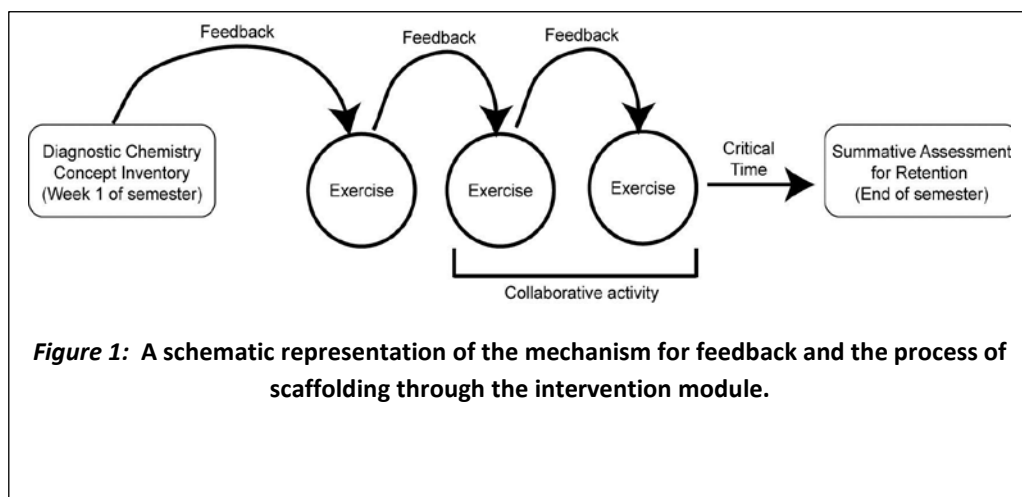 Feedback
Feedback
Feedback
Diagnostic Chemistry
Concept Inventory
(Week 1 of semester)
Exercise
Exercise
Exercise
Critical
Time
Summative Assessment
for Retention
(End of semester)
Collaborative activity
Figure 1: A schematic representation of the mechanism for feedback and the process of
scaffolding through the intervention module.